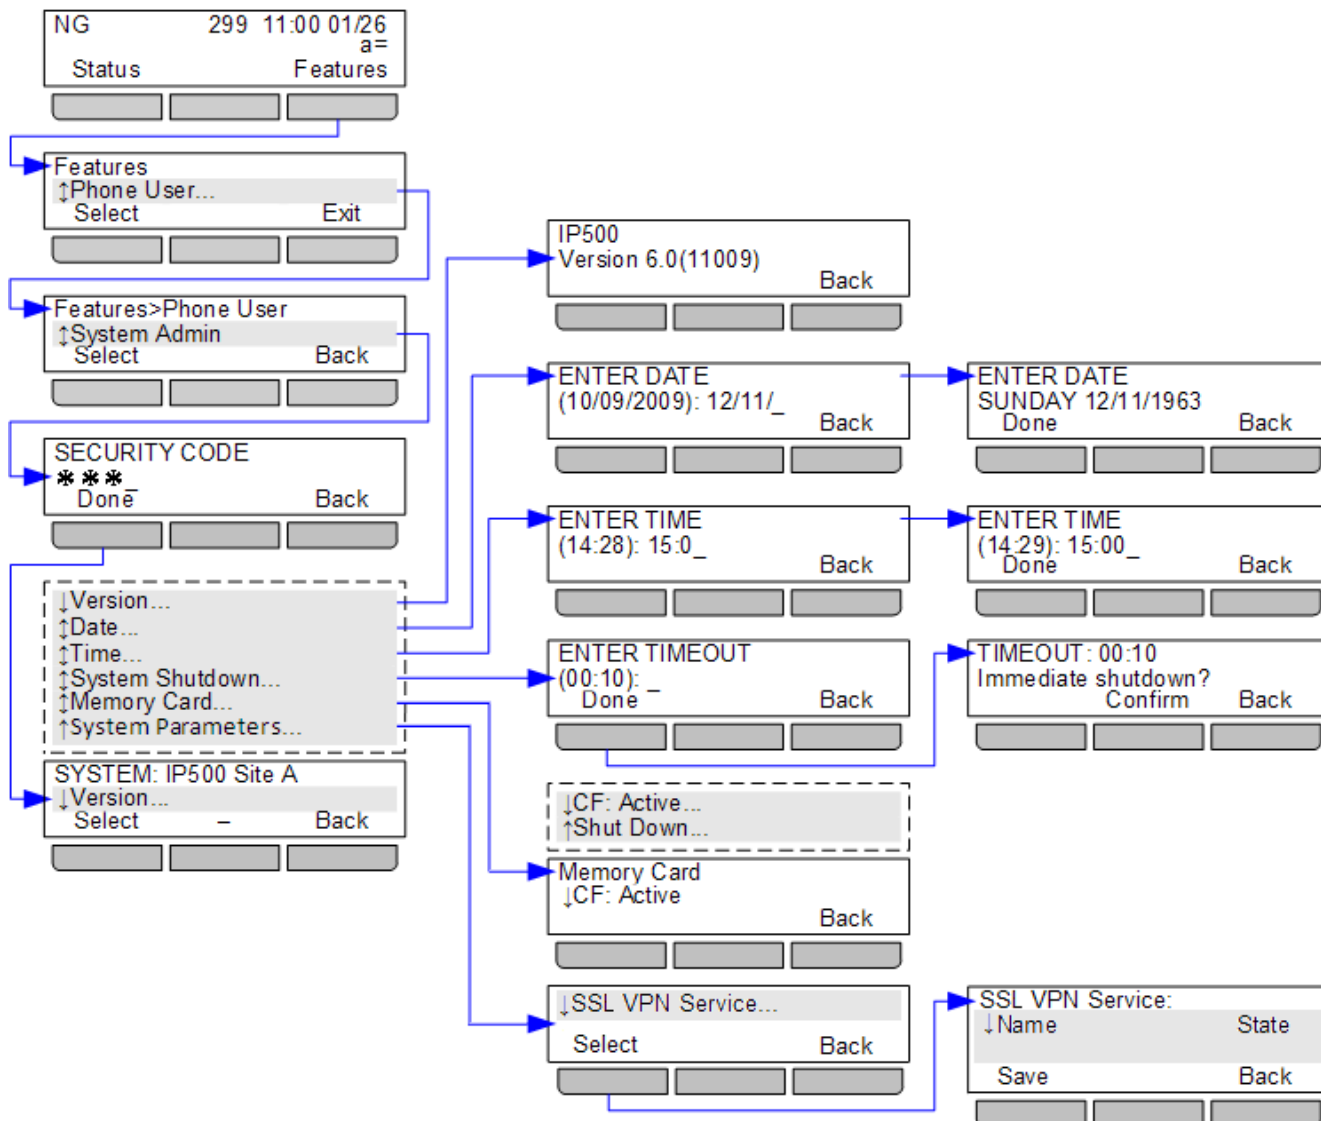 NG 299 11:00 01/26
a=
Status Features
Features
↕Phone User...
Select Exit
Features>Phone User
↕System Admin
Select Back
SECURITY CODE
***_
Done Back
↓Version...
↕Date...
↕Time...
↕System Shutdown...
↕Memory Card...
↑System Parameters...
SYSTEM: IP500 Site A
↓Version...
Select – Back
IP500
Version 6.0(11009)
Back
ENTER DATE
(10/09/2009): 12/11/_
Back
ENTER DATE
SUNDAY 12/11/1963
Done Back
ENTER TIME
(14:28): 15:0_
Back
ENTER TIME
(14:29): 15:00_
Done Back
ENTER TIMEOUT
(00:10): _
Done Back
TIMEOUT: 00:10
Immediate shutdown?
Confirm Back
↓CF: Active...
↑Shut Down...
Memory Card
↓CF: Active
Back
↓SSL VPN Service...
Select Back
SSL VPN Service:
↓Name State
Save Back